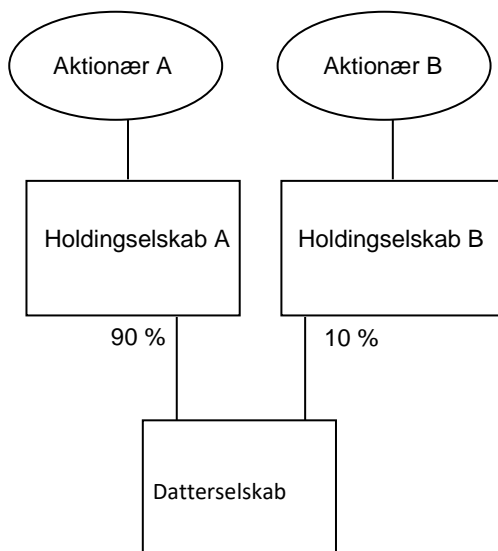 Aktionær A
Aktionær B
Holdingselskab A
Holdingselskab B
90 %
10 %
Datterselskab